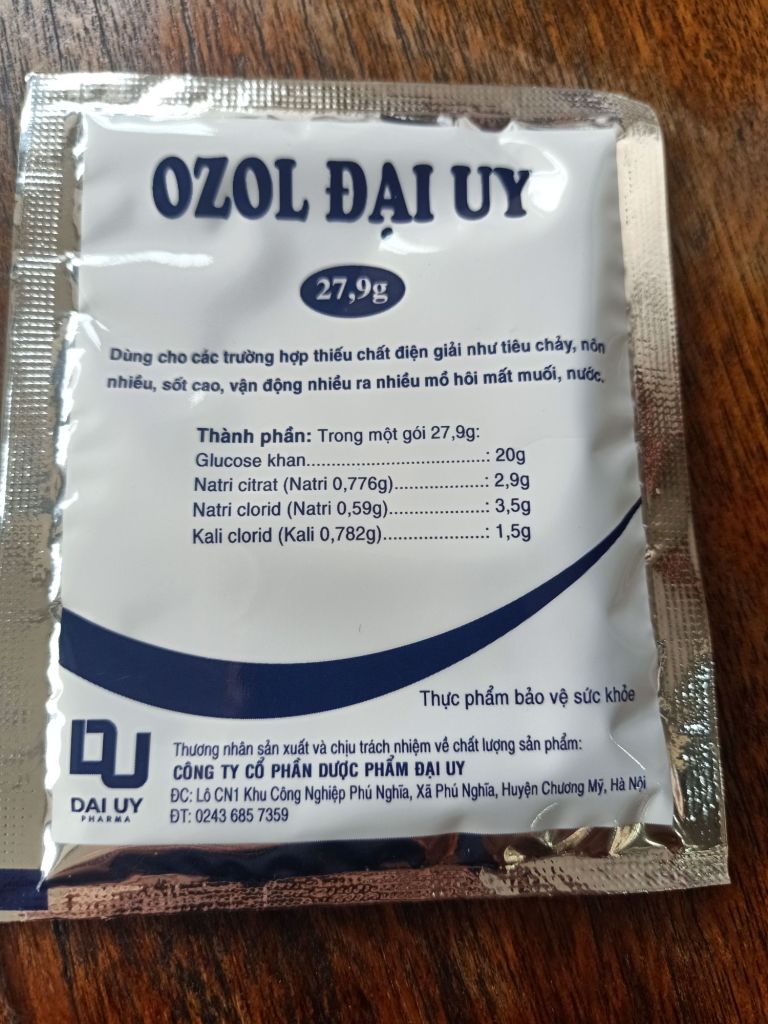 OZOL ĐẠI UY
27,9g
Dùng cho các trường hợp thiếu chất điện giải như tiêu chảy, nôn
nhiều, sốt cao, vận động nhiều ra nhiều mồ hôi mất muối, nước.
Thành phần: Trong một gói 27,9g:
Glucose khan....................................: 20g
Natri citrat (Natri 0,776g)..................: 2,9g
Natri clorid (Natri 0,59g)...................: 3,5g
Kali clorid (Kali 0,782g).....................: 1,5g
Thực phẩm bảo vệ sức khỏe
DAI UY
PHARMA
Thương nhân sản xuất và chịu trách nhiệm về chất lượng sản phẩm:
CÔNG TY CỔ PHẦN DƯỢC PHẨM ĐẠI UY
ĐC: Lô CN1 Khu Công Nghiệp Phú Nghĩa, Xã Phú Nghĩa, Huyện Chương Mỹ, Hà Nội
ĐT: 0243 685 7359